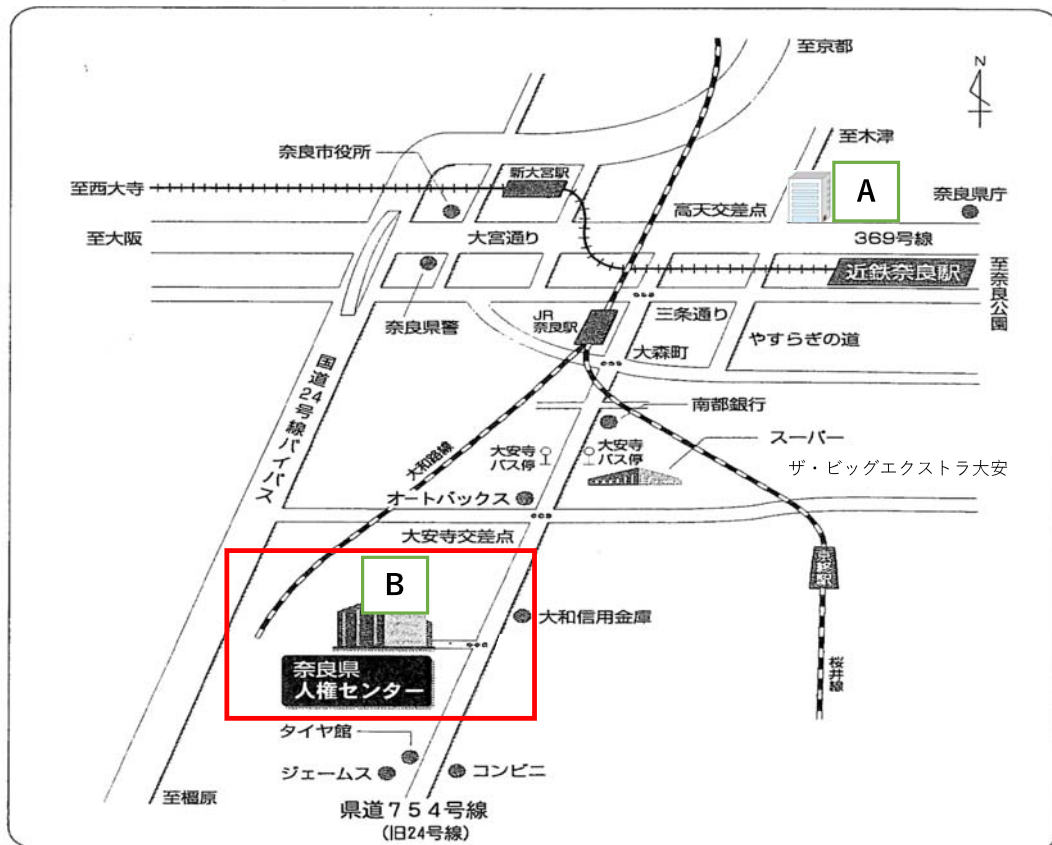 至京都
N
至木津
奈良市役所
新大宮駅
至西大寺
A
高天交差点
奈良県庁
至大阪
大宮通り
369号線
近鉄奈良駅
至奈良公園
奈良県警
JR
奈良駅
三条通り
大森町
やすらぎの道
国道24号線バイパス
南都銀行
大和路線
大安寺
バス停
大安寺
バス停
スーパー
ザ・ビッグエクストラ大安
オートバックス
大安寺交差点
京終駅
B
大和信用金庫
奈良県
人権センター
桜井線
タイヤ館
ジェームス
コンビニ
至橿原
県道754号線
(旧24号線)